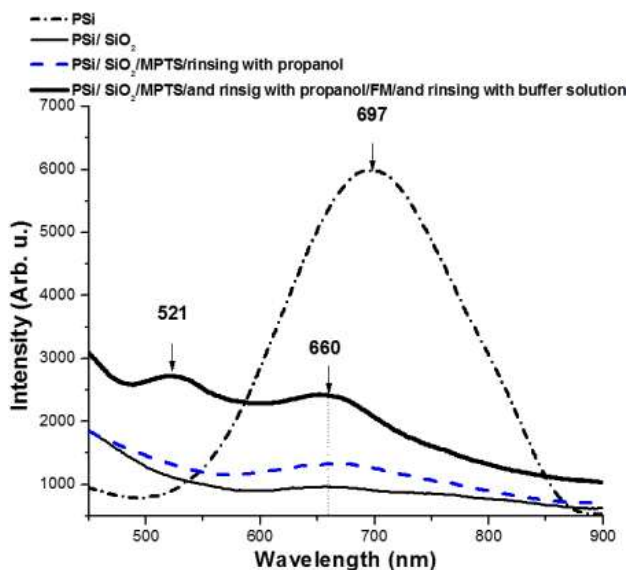 PSi
PSi/ SiO2
PSi/ SiO2/MPTS/rinsing with propanol
PSi/ SiO2/MPTS/and rinsig with propanol/FM/and rinsing with buffer solution
7000
697
6000
5000
Intensity (Arb. u.)
4000
521
3000
660
2000
1000
500 600 700 800 900
Wavelength (nm)